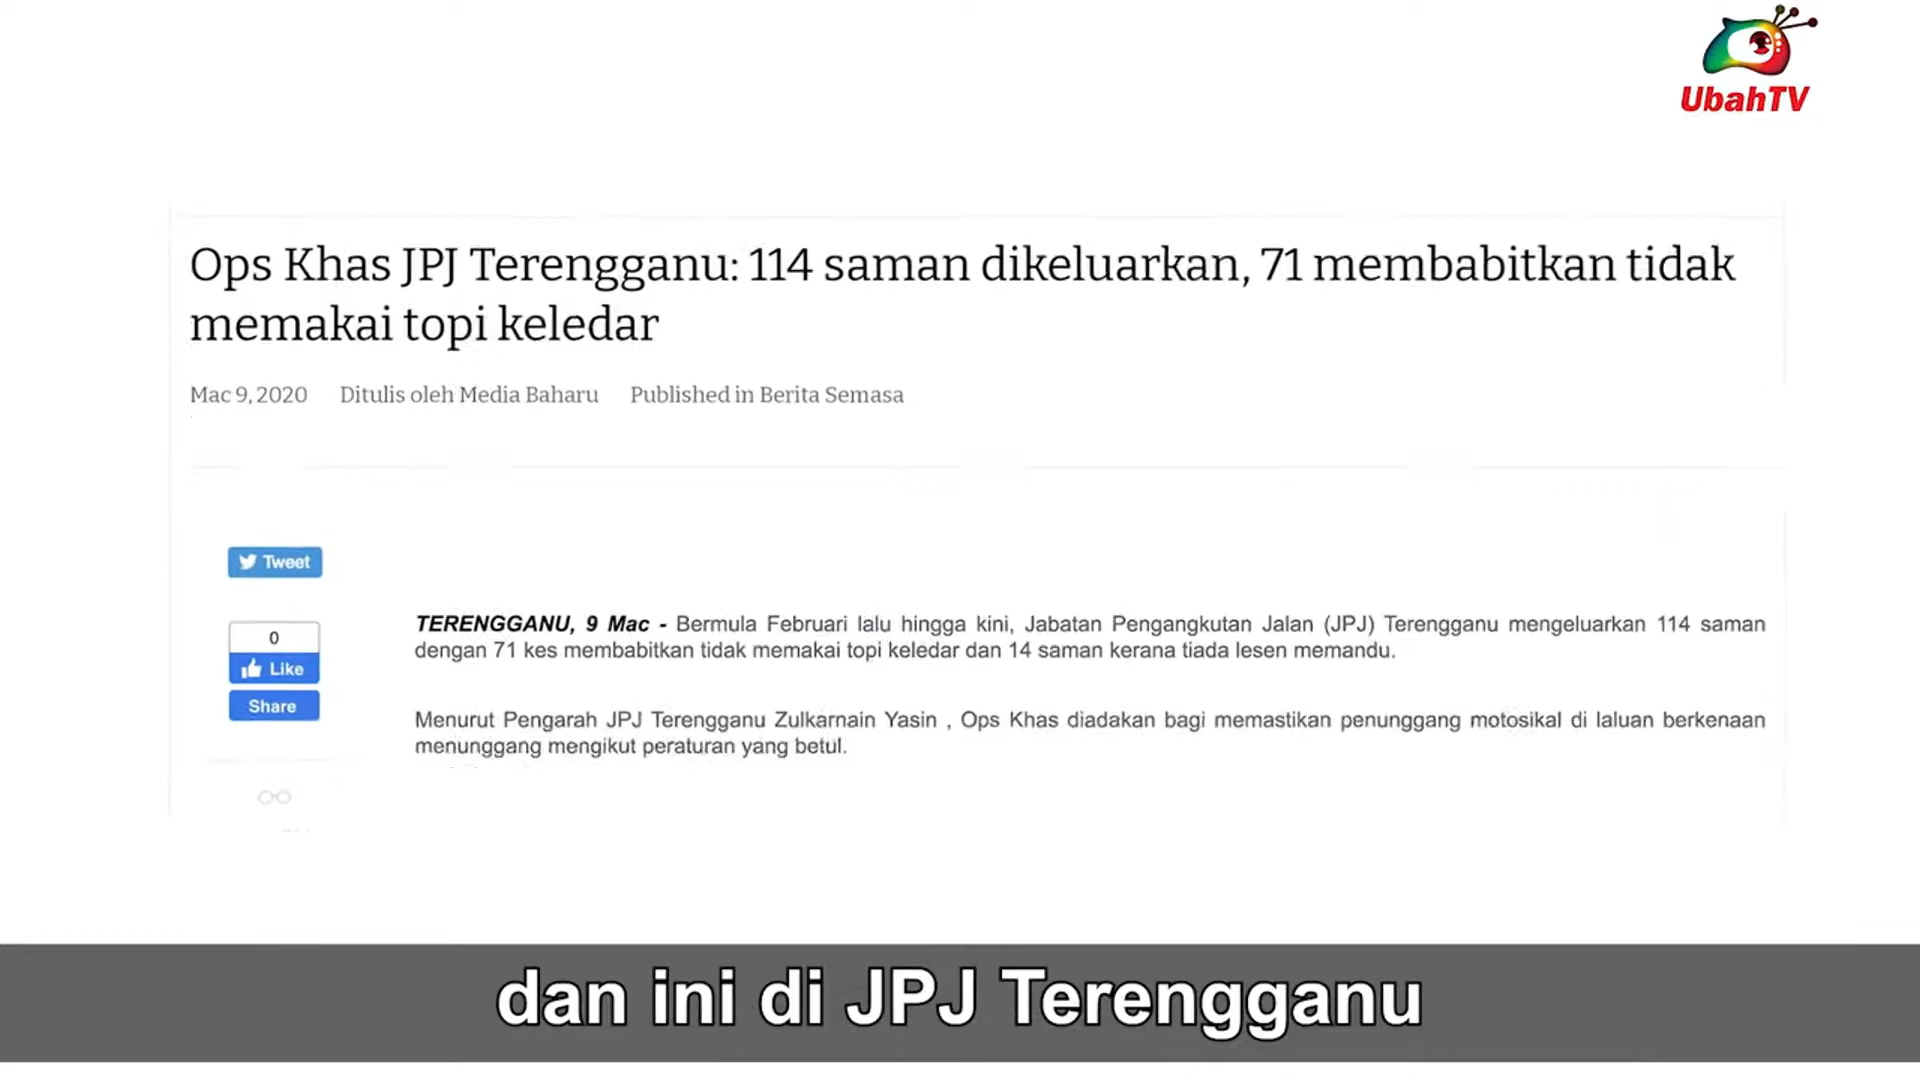 UbahTV
Ops Khas JPJ Terengganu: 114 saman dikeluarkan, 71 membabitkan tidak
memakai topi keledar
Mac 9, 2020 Ditulis oleh Media Baharu Published in Berita Semasa
Tweet
0
Like
Share
TERENGGANU, 9 Mac - Bermula Februari lalu hingga kini, Jabatan Pengangkutan Jalan (JPJ) Terengganu mengeluarkan 114 saman
dengan 71 kes membabitkan tidak memakai topi keledar dan 14 saman kerana tiada lesen memandu.
Menurut Pengarah JPJ Terengganu Zulkarnain Yasin , Ops Khas diadakan bagi memastikan penunggang motosikal di laluan berkenaan
menunggang mengikut peraturan yang betul.
dan ini di JPJ Terengganu